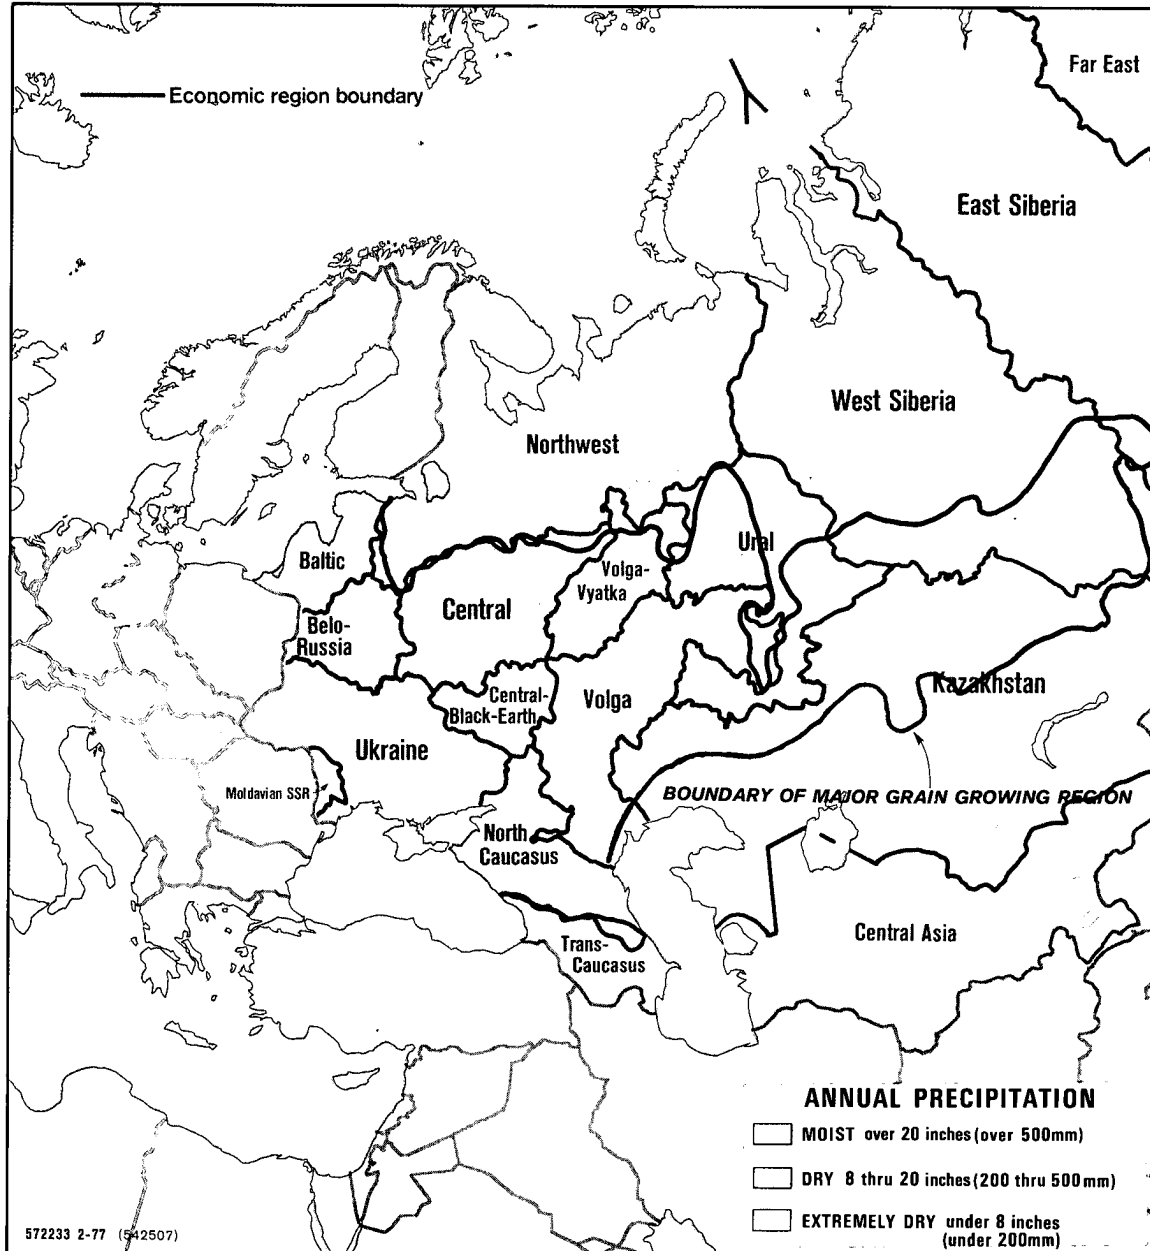 Far East
Economic region boundary
East Siberia
West Siberia
Northwest
Ural
Baltic
Volga-
Vyatka
Central
Belo-
Russia
Kazakhstan
Central-
Black-Earth
Volga
Ukraine
Moldavian SSR
BOUNDARY OF MAJOR GRAIN GROWING REGION
North
Caucasus
Central Asia
Trans-
Caucasus
ANNUAL PRECIPITATION
MOIST over 20 inches (over 500mm)
DRY 8 thru 20 inches (200 thru 500mm)
EXTREMELY DRY under 8 inches
(under 200mm)
572233 2-77 (542507)